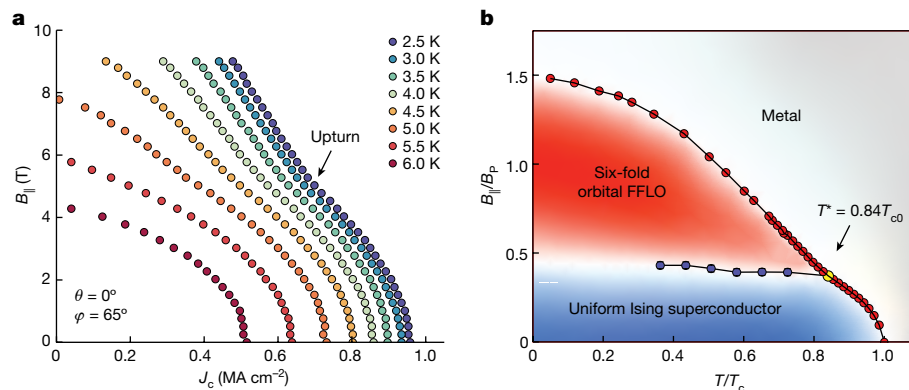 a
10
8
6
4
2
0
B|| (T)
0
0.2
0.4
0.6
0.8
1.0
Jc (MA cm⁻²)
2.5 K
3.0 K
3.5 K
4.0 K
4.5 K
5.0 K
5.5 K
6.0 K
Upturn
θ = 0º
φ = 65º
b
1.5
1.0
0.5
0
B||/BP
0
0.2
0.4
0.6
0.8
1.0
T/Tc
Metal
Six-fold
orbital FFLO
T* = 0.84Tc0
Uniform Ising superconductor